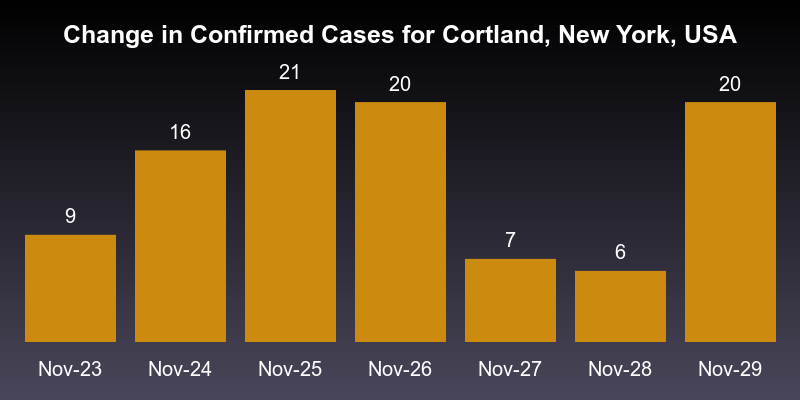 Change in Confirmed Cases for Cortland, New York, USA
9
16
21
20
7
6
20
Nov-23
Nov-24
Nov-25
Nov-26
Nov-27
Nov-28
Nov-29